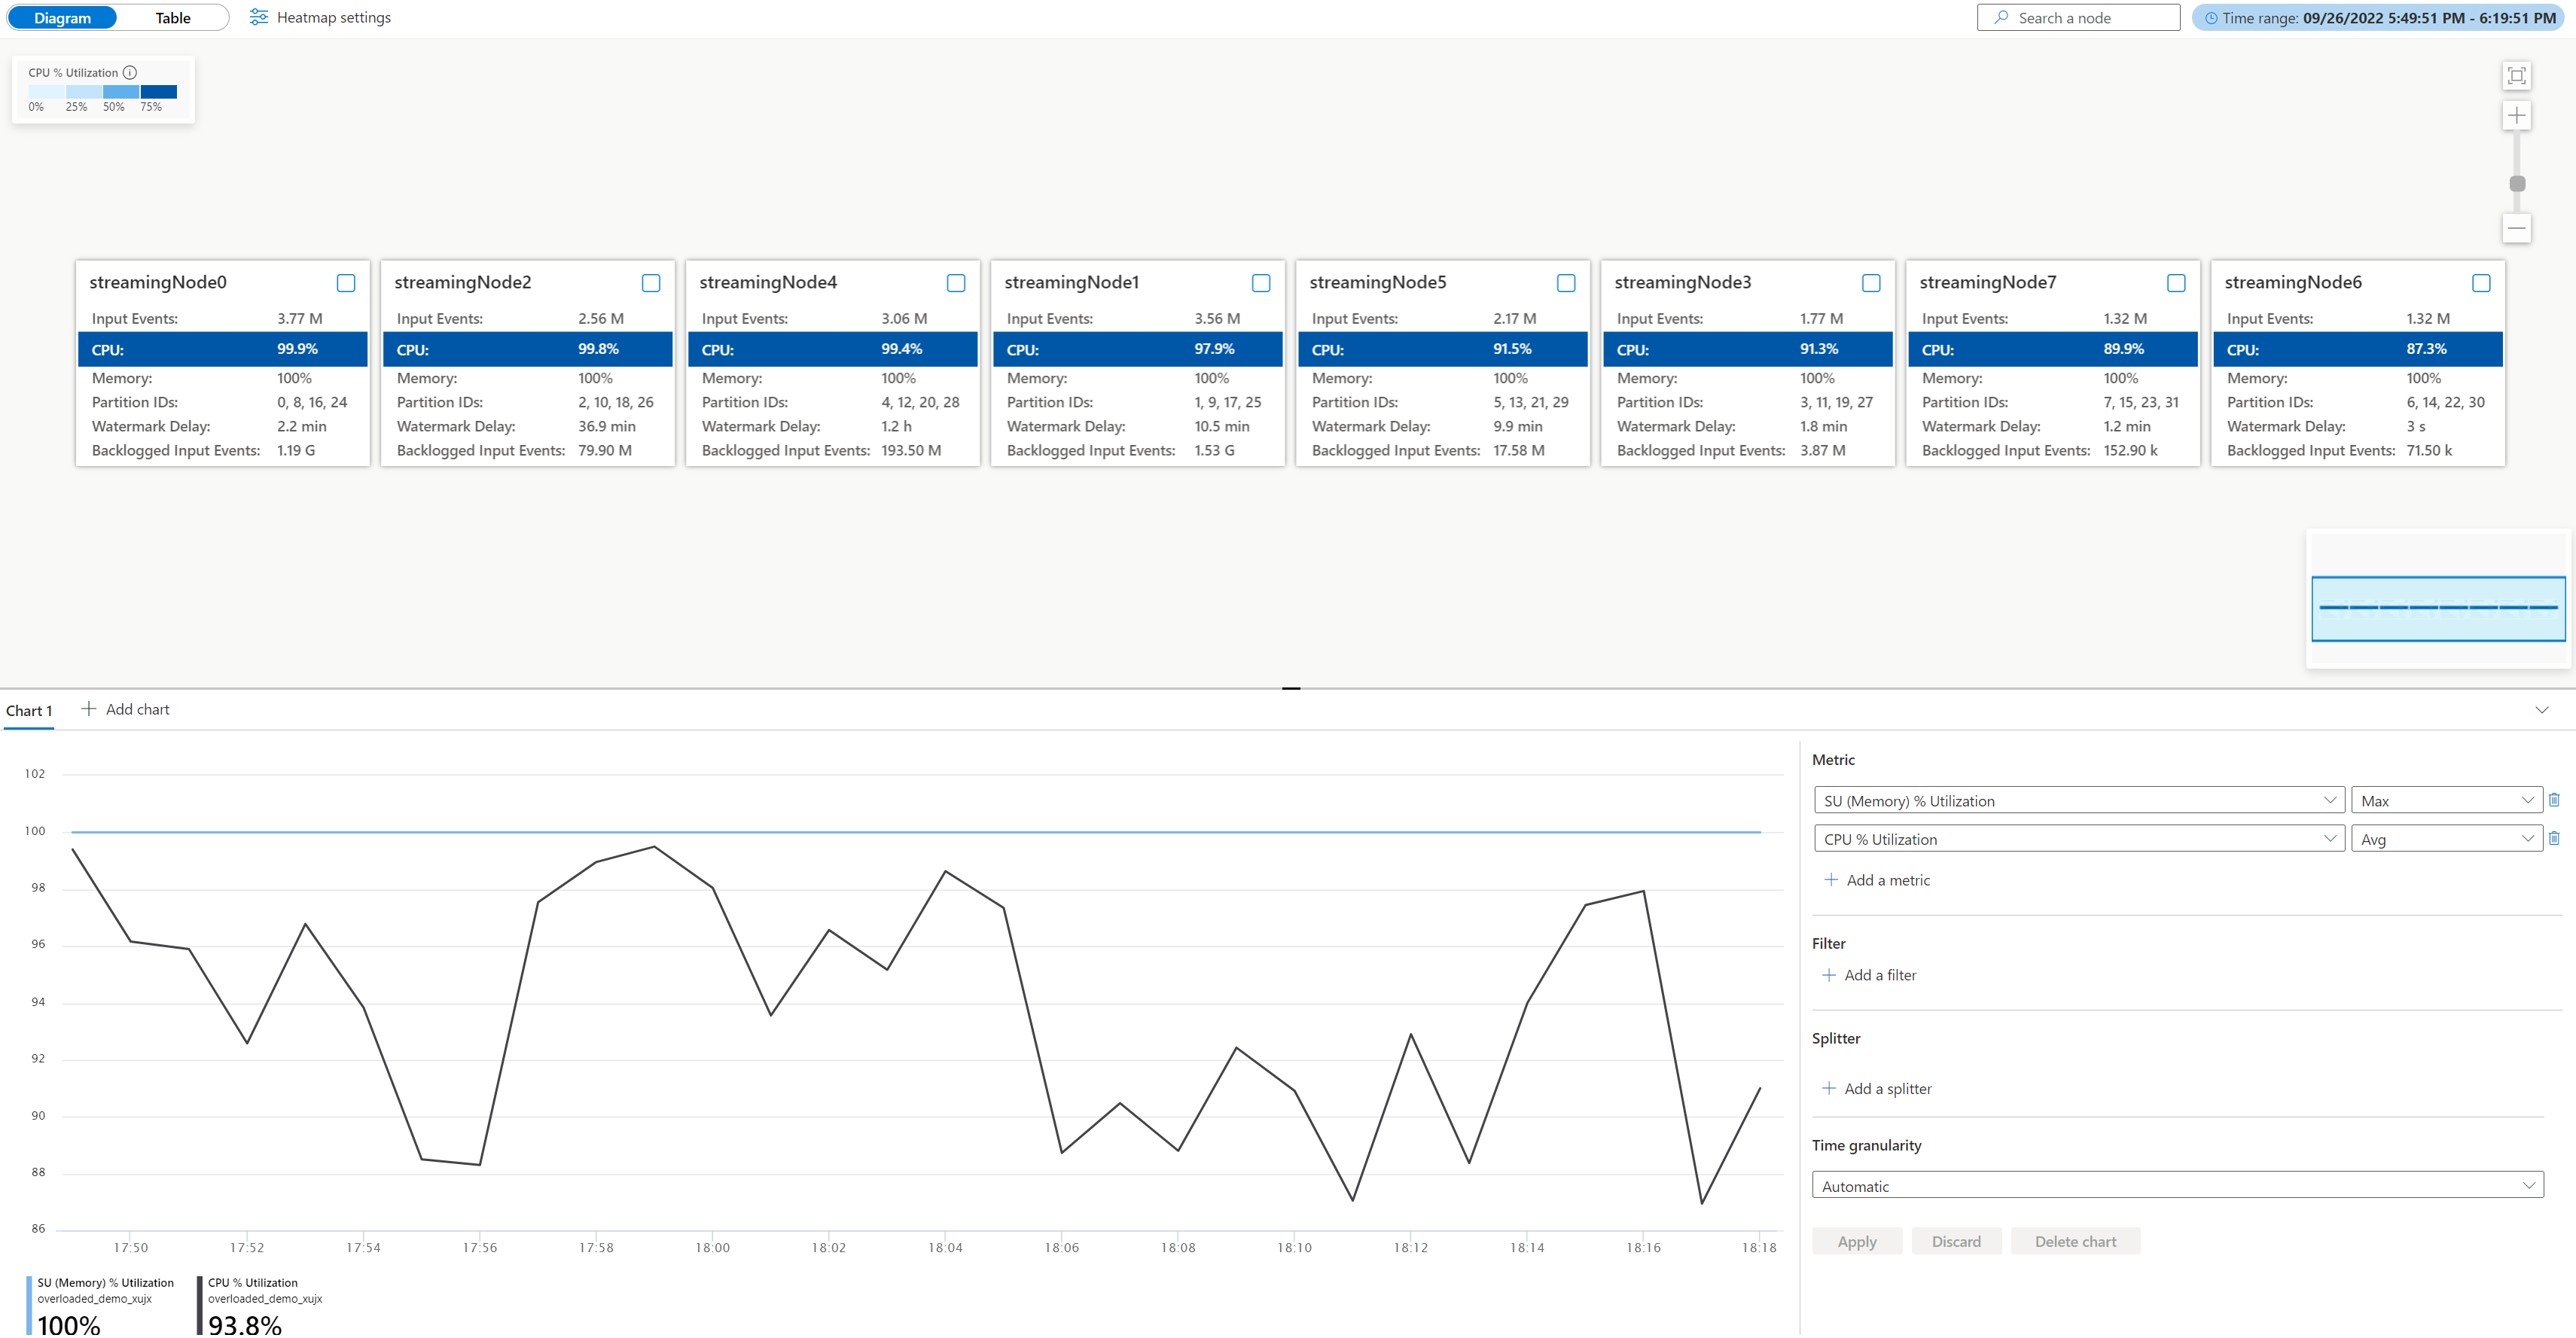 Diagram Table Heatmap settings Search a node Time range: 09/26/2022 5:49:51 PM - 6:19:51 PM
CPU % Utilization
0% 25% 50% 75%
streamingNode0
Input Events: 3.77 M
CPU: 99.9%
Memory: 100%
Partition IDs: 0, 8, 16, 24
Watermark Delay: 2.2 min
Backlogged Input Events: 1.19 G
streamingNode2
Input Events: 2.56 M
CPU: 99.8%
Memory: 100%
Partition IDs: 2, 10, 18, 26
Watermark Delay: 36.9 min
Backlogged Input Events: 79.90 M
streamingNode4
Input Events: 3.06 M
CPU: 99.4%
Memory: 100%
Partition IDs: 4, 12, 20, 28
Watermark Delay: 1.2 h
Backlogged Input Events: 193.50 M
streamingNode1
Input Events: 3.56 M
CPU: 97.9%
Memory: 100%
Partition IDs: 1, 9, 17, 25
Watermark Delay: 10.5 min
Backlogged Input Events: 1.53 G
streamingNode5
Input Events: 2.17 M
CPU: 91.5%
Memory: 100%
Partition IDs: 5, 13, 21, 29
Watermark Delay: 9.9 min
Backlogged Input Events: 17.58 M
streamingNode3
Input Events: 1.77 M
CPU: 91.3%
Memory: 100%
Partition IDs: 3, 11, 19, 27
Watermark Delay: 1.8 min
Backlogged Input Events: 3.87 M
streamingNode7
Input Events: 1.32 M
CPU: 89.9%
Memory: 100%
Partition IDs: 7, 15, 23, 31
Watermark Delay: 1.2 min
Backlogged Input Events: 152.90 k
streamingNode6
Input Events: 1.32 M
CPU: 87.3%
Memory: 100%
Partition IDs: 6, 14, 22, 30
Watermark Delay: 3 s
Backlogged Input Events: 71.50 k
Chart 1 Add chart
102
100
98
96
94
92
90
88
86
17:50 17:52 17:54 17:56 17:58 18:00 18:02 18:04 18:06 18:08 18:10 18:12 18:14 18:16 18:18
SU (Memory) % Utilization
overloaded_demo_xujx
100%
CPU % Utilization
overloaded_demo_xujx
93.8%
Metric
SU (Memory) % Utilization Max
CPU % Utilization Avg
Add a metric
Filter
Add a filter
Splitter
Add a splitter
Time granularity
Automatic
Apply Discard Delete chart